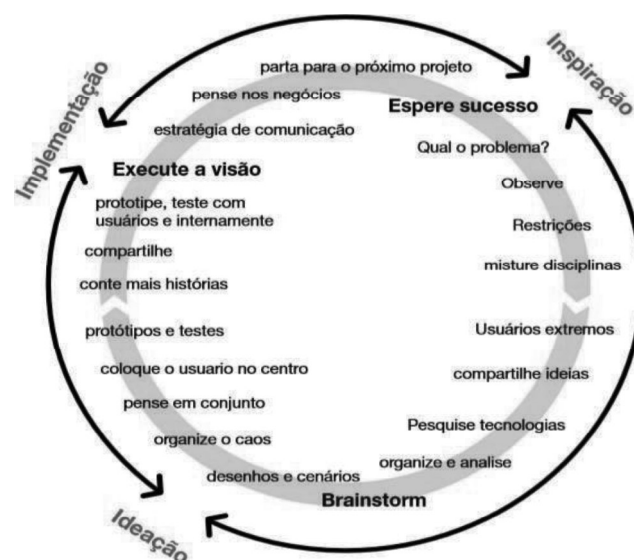 Inspiração
Espere sucesso
Qual o problema?
Observe
Restrições
misture disciplinas
Usuários extremos
compartilhe ideias
Pesquise tecnologias
organize e analise
Brainstorm
Ideação
desenhos e cenários
organize o caos
pense em conjunto
coloque o usuario no centro
protótipos e testes
conte mais histórias
compartilhe
prototipe, teste com
usuários e internamente
Execute a visão
Implementação
estratégia de comunicação
pense nos negócios
parta para o próximo projeto